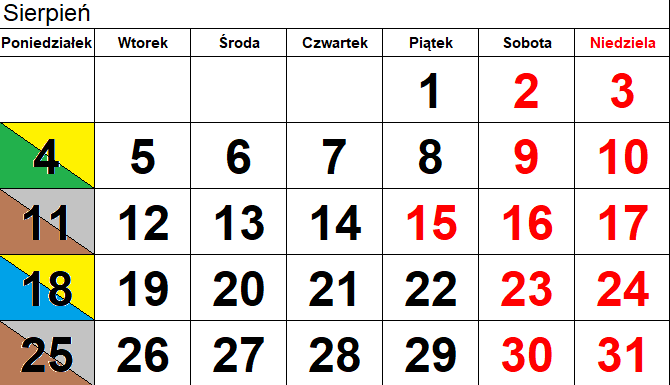 Sierpień
Poniedziałek Wtorek Środa Czwartek Piątek Sobota Niedziela
1 2 3
4 5 6 7 8 9 10
11 12 13 14 15 16 17
18 19 20 21 22 23 24
25 26 27 28 29 30 31